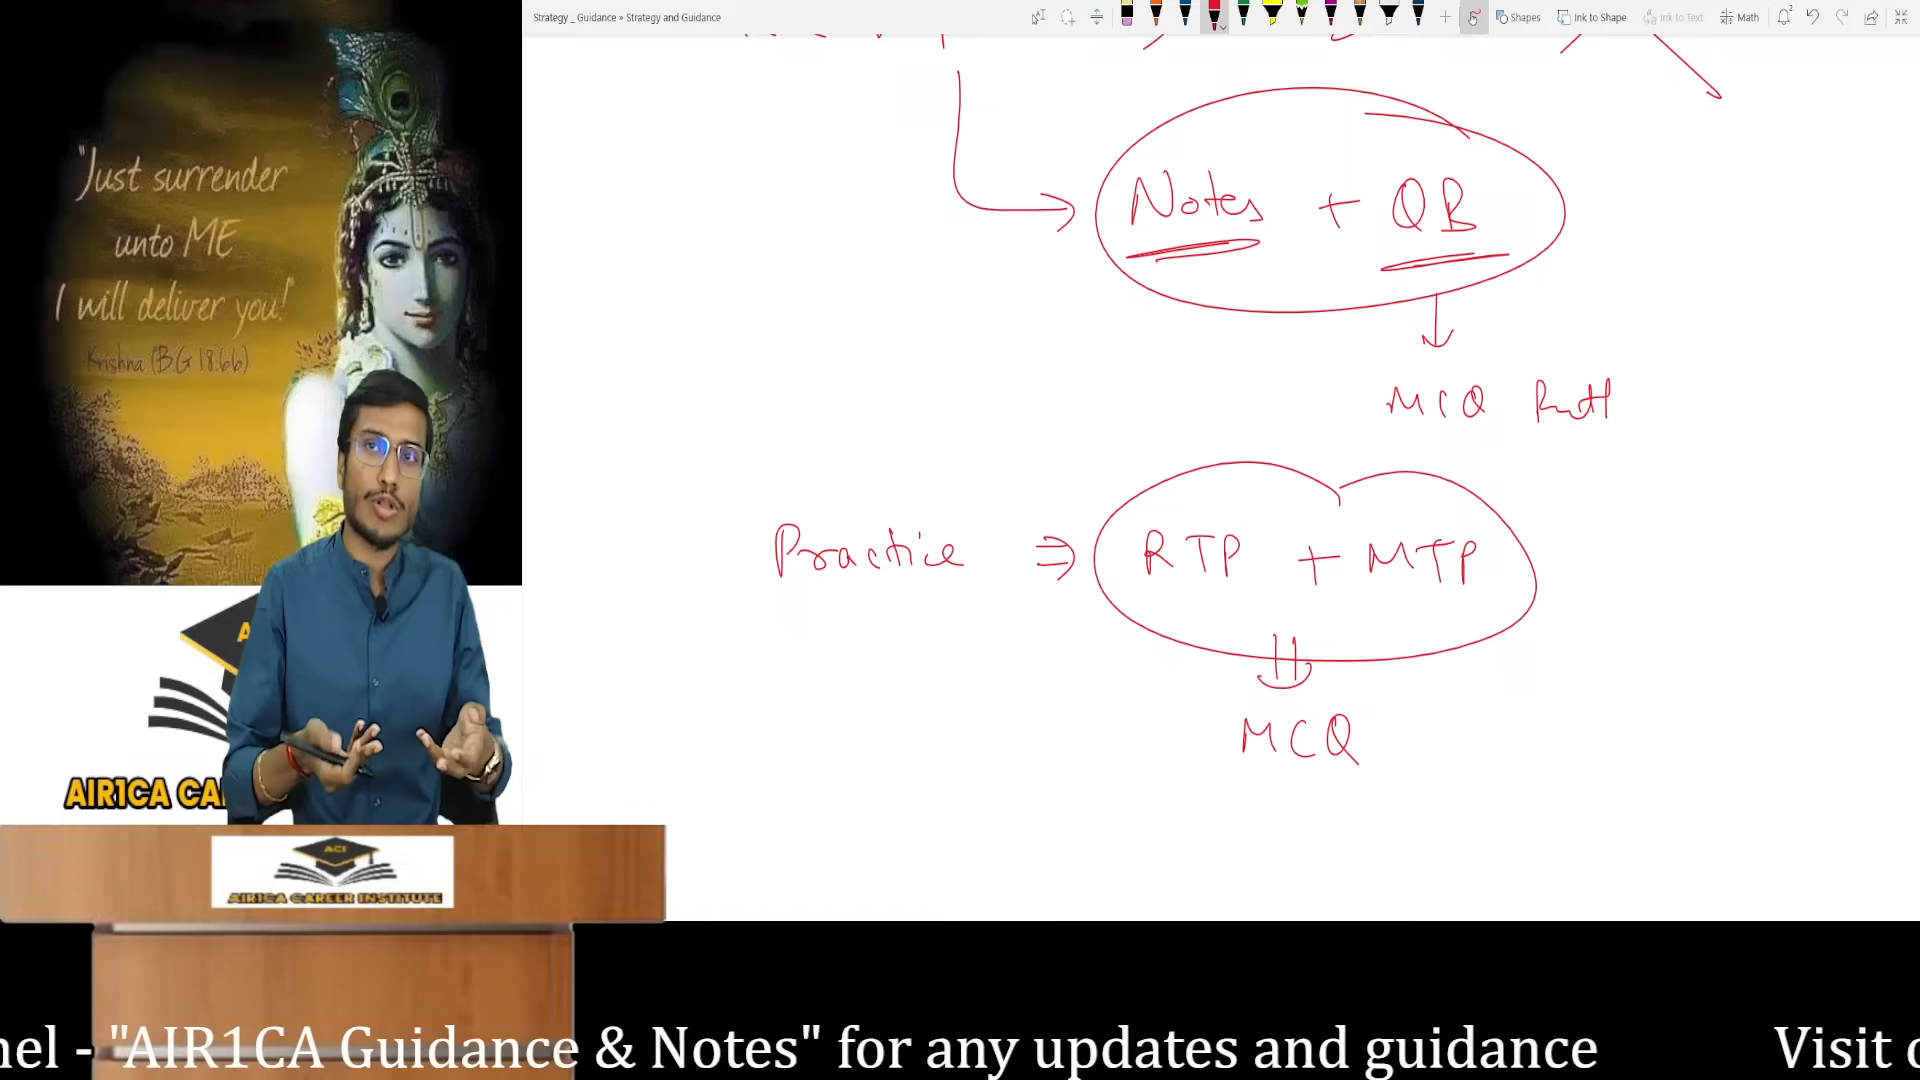 Strategy _ Guidance » Strategy and Guidance
Shapes
Ink to Shape
Ink to Text
Math
"Just surrender
unto ME
I will deliver you!"
Krishna (B.G 18:66)
Notes + QB
MCQ
Practice ⇒ RTP + MTP
MCQ
AIR1CA CA
ACI
AIR1CA CAREER INSTITUTE
nel - "AIR1CA Guidance & Notes" for any updates and guidance
Visit